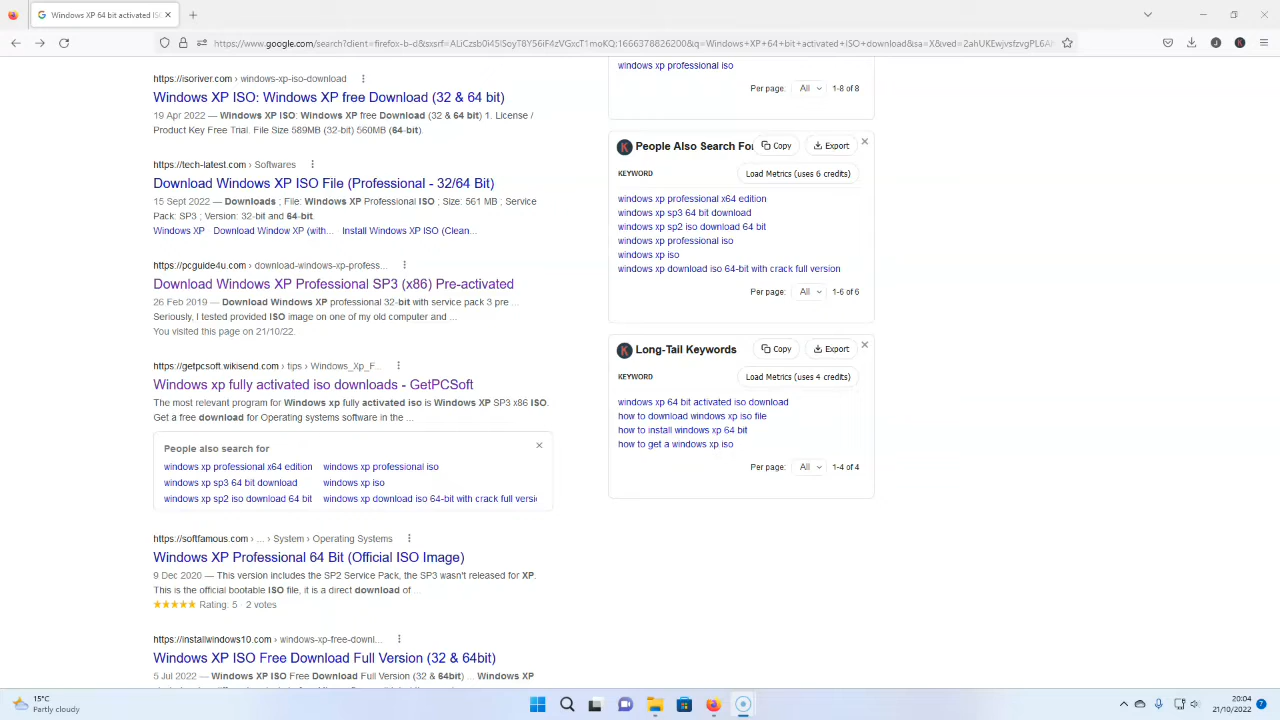 Windows XP 64 bit activated ISO
https://www.google.com/search?client=firefox-b-d&sxsrf=
https://isoriver.com › windows-xp-iso-download
Windows XP ISO: Windows XP free Download (32 & 64 bit)
19 Apr 2022 — Windows XP ISO: Windows XP free Download (32 & 64 bit) 1. License /
Product Key Free Trial. File Size 589MB (32-bit) 560MB (64-bit).
https://tech-latest.com › Softwares
Download Windows XP ISO File (Professional - 32/64 Bit)
15 Sept 2022 — Downloads ; File: Windows XP Professional ISO ; Size: 561 MB ; Service
Pack: SP3 ; Version: 32-bit and 64-bit.
Windows XP Download Window XP (with... Install Windows XP ISO (Clean...
https://pcguide4u.com › download-windows-xp-profess...
Download Windows XP Professional SP3 (x86) Pre-activated
26 Feb 2019 — Download Windows XP professional 32-bit with service pack 3 pre....
Seriously, I tested provided ISO image on one of my old computer and ...
You visited this page on 21/10/22.
https://getpcsoft.wikisend.com › tips › Windows_Xp_F...
Windows xp fully activated iso downloads - GetPCSoft
The most relevant program for Windows xp fully activated iso is Windows XP SP3 x86 ISO.
Get a free download for Operating systems software in the ...
People also search for
windows xp professional x64 edition windows xp professional iso
windows xp sp3 64 bit download windows xp iso
windows xp sp2 iso download 64 bit windows xp download iso 64-bit with crack full versi
https://softfamous.com › ... › System › Operating Systems
Windows XP Professional 64 Bit (Official ISO Image)
9 Dec 2020 — This version includes the SP2 Service Pack, the SP3 wasn't released for XP.
This is the official bootable ISO file, it is a direct download of ...
Rating: 5 2 votes
https://installwindows10.com › windows-xp-free-downl...
Windows XP ISO Free Download Full Version (32 & 64bit)
5 Jul 2022 — Windows XP ISO Free Download Full Version (32 & 64bit) ... Windows XP
windows xp professional iso
Per page: All 1-8 of 8
People Also Search Fo Copy Export
KEYWORD Load Metrics (uses 6 credits)
windows xp professional x64 edition
windows xp sp3 64 bit download
windows xp sp2 iso download 64 bit
windows xp professional iso
windows xp iso
windows xp download iso 64-bit with crack full version
Per page: All 1-6 of 6
K Long-Tail Keywords Copy Export
KEYWORD Load Metrics (uses 4 credits)
windows xp 64 bit activated iso download
how to download windows xp iso file
how to install windows xp 64 bit
how to get a windows xp iso
Per page: All 1-4 of 4
15°C
Partly cloudy
20:04
21/10/2022
7